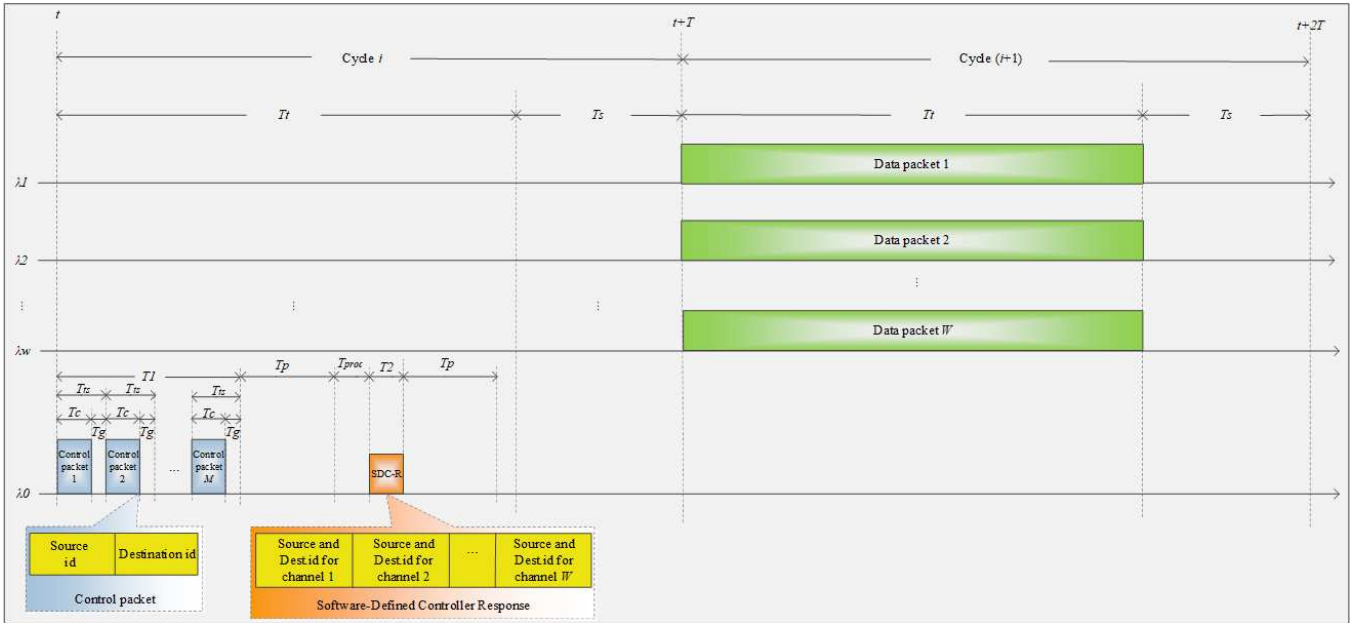 t
t+T
t+2T
Cycle i
Cycle (i+1)
Tt
Ts
Tt
Ts
Data packet 1
λ1
Data packet 2
λ2
...
...
...
...
Data packet W
λw
T1
Tp
Tproc
T2
Tp
Tts
Tts
Tts
Tc
Tg
Tc
Tg
Tc
Tg
Control
packet
1
Control
packet
2
...
Control
packet
M
SDC-R
λ0
Source
id
Destination id
Control packet
Source and
Dest.id for
channel 1
Source and
Dest.id for
channel 2
...
Source and
Dest.id for
channel W
Software-Defined Controller Response